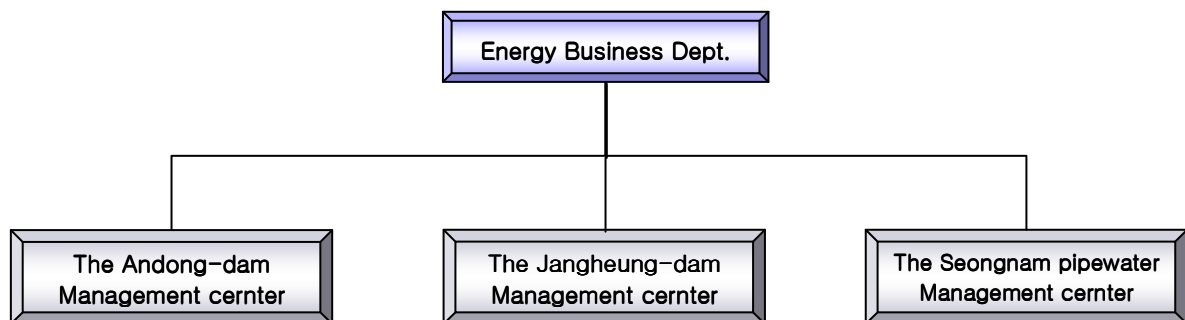 Energy Business Dept.
The Andong-dam
Management cernter
The Jangheung-dam
Management cernter
The Seongnam pipewater
Management cernter